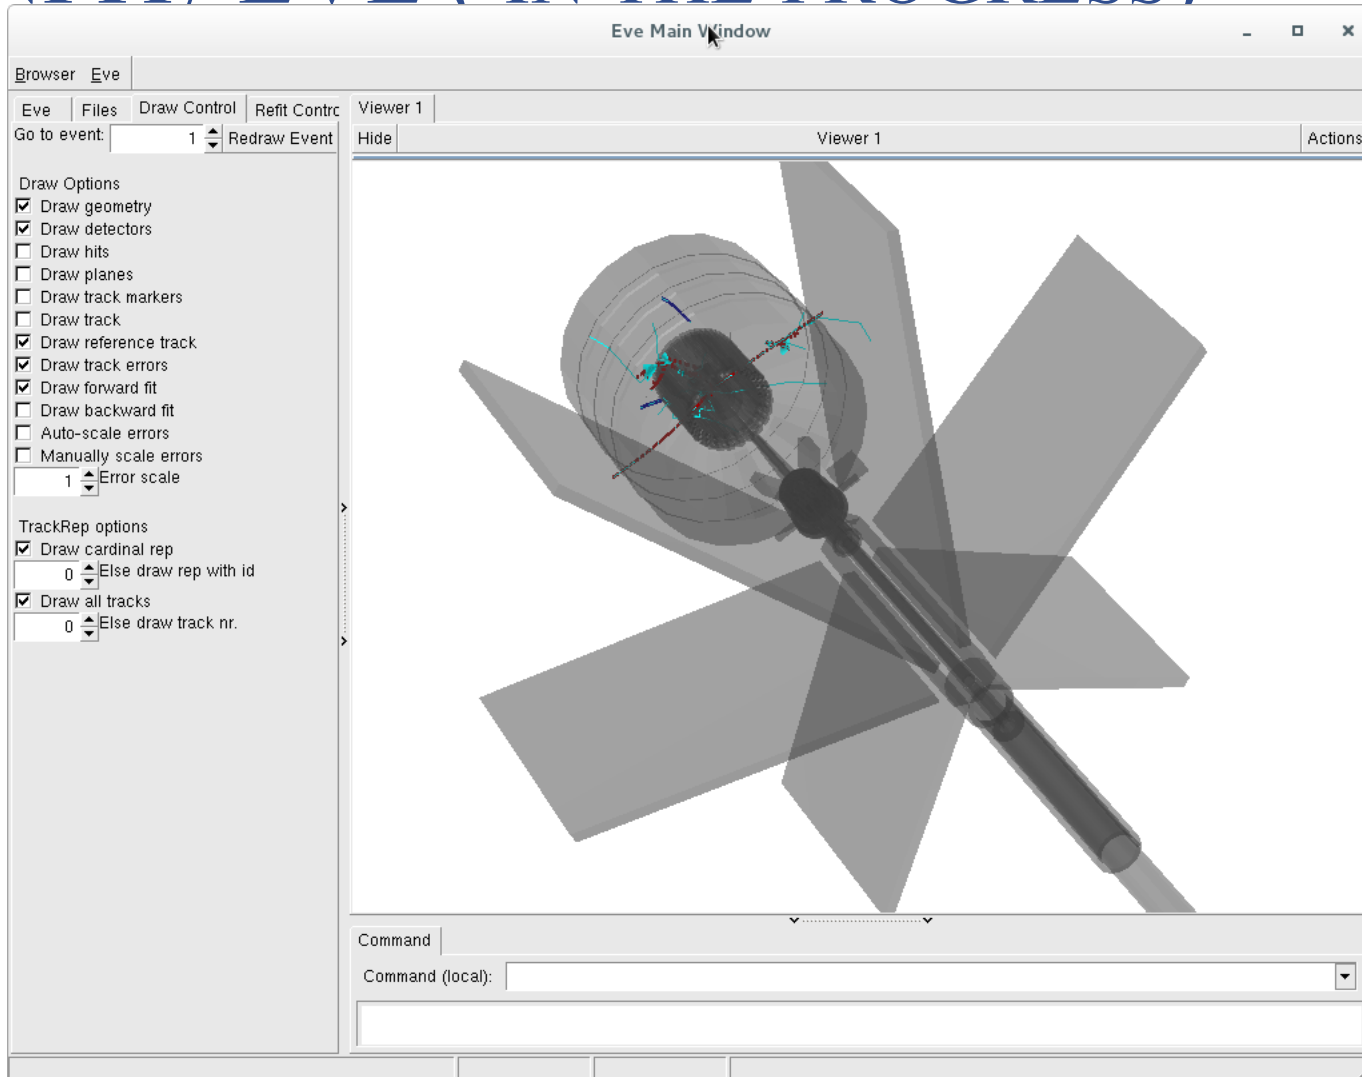 EVE ( IN THE PROGRESS)
Eve Main Window
Browser Eve
Eve Files Draw Control Refit Contrc
Go to event: 1 Redraw Event
Draw Options
Draw geometry
Draw detectors
Draw hits
Draw planes
Draw track markers
Draw track
Draw reference track
Draw track errors
Draw forward fit
Draw backward fit
Auto-scale errors
Manually scale errors
1 Error scale
TrackRep options
Draw cardinal rep
0 Else draw rep with id
Draw all tracks
0 Else draw track nr.
Viewer 1
Hide Viewer 1 Actions
Command
Command (local):